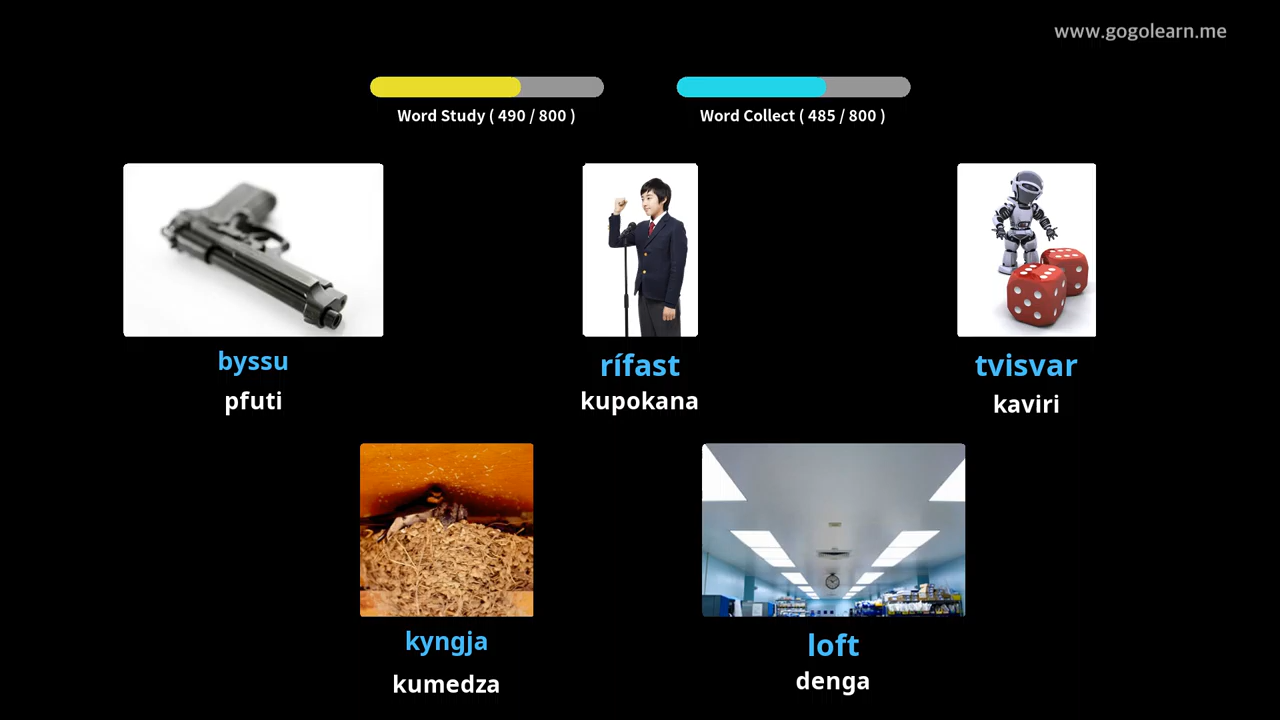 www.gogolearn.me
Word Study ( 490 / 800 )
Word Collect ( 485 / 800 )
byssu
pfuti
rífast
kupokana
tvisvar
kaviri
kyngja
kumedza
loft
denga